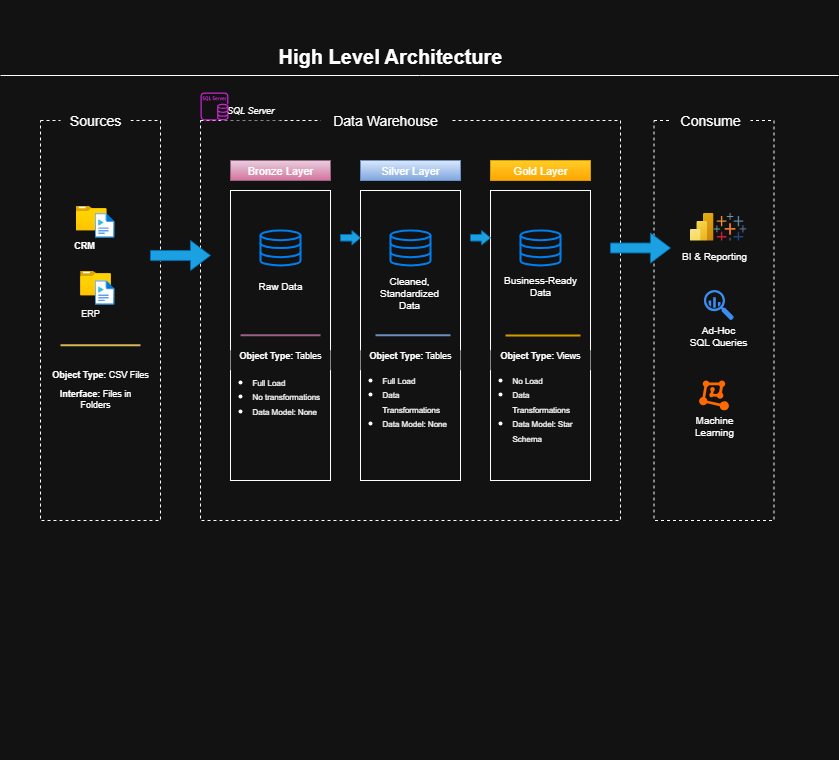 High Level Architecture
SQL Server
SQL Server
Sources
Data Warehouse
Consume
CRM
ERP
Object Type: CSV Files
Interface: Files in
Folders
Bronze Layer
Raw Data
Object Type: Tables
Full Load
No transformations
Data Model: None
Silver Layer
Cleaned,
Standardized
Data
Object Type: Tables
Full Load
Data
Transformations
Data Model: None
Gold Layer
Business-Ready
Data
Object Type: Views
No Load
Data
Transformations
Data Model: Star
Schema
BI & Reporting
Ad-Hoc
SQL Queries
Machine
Learning